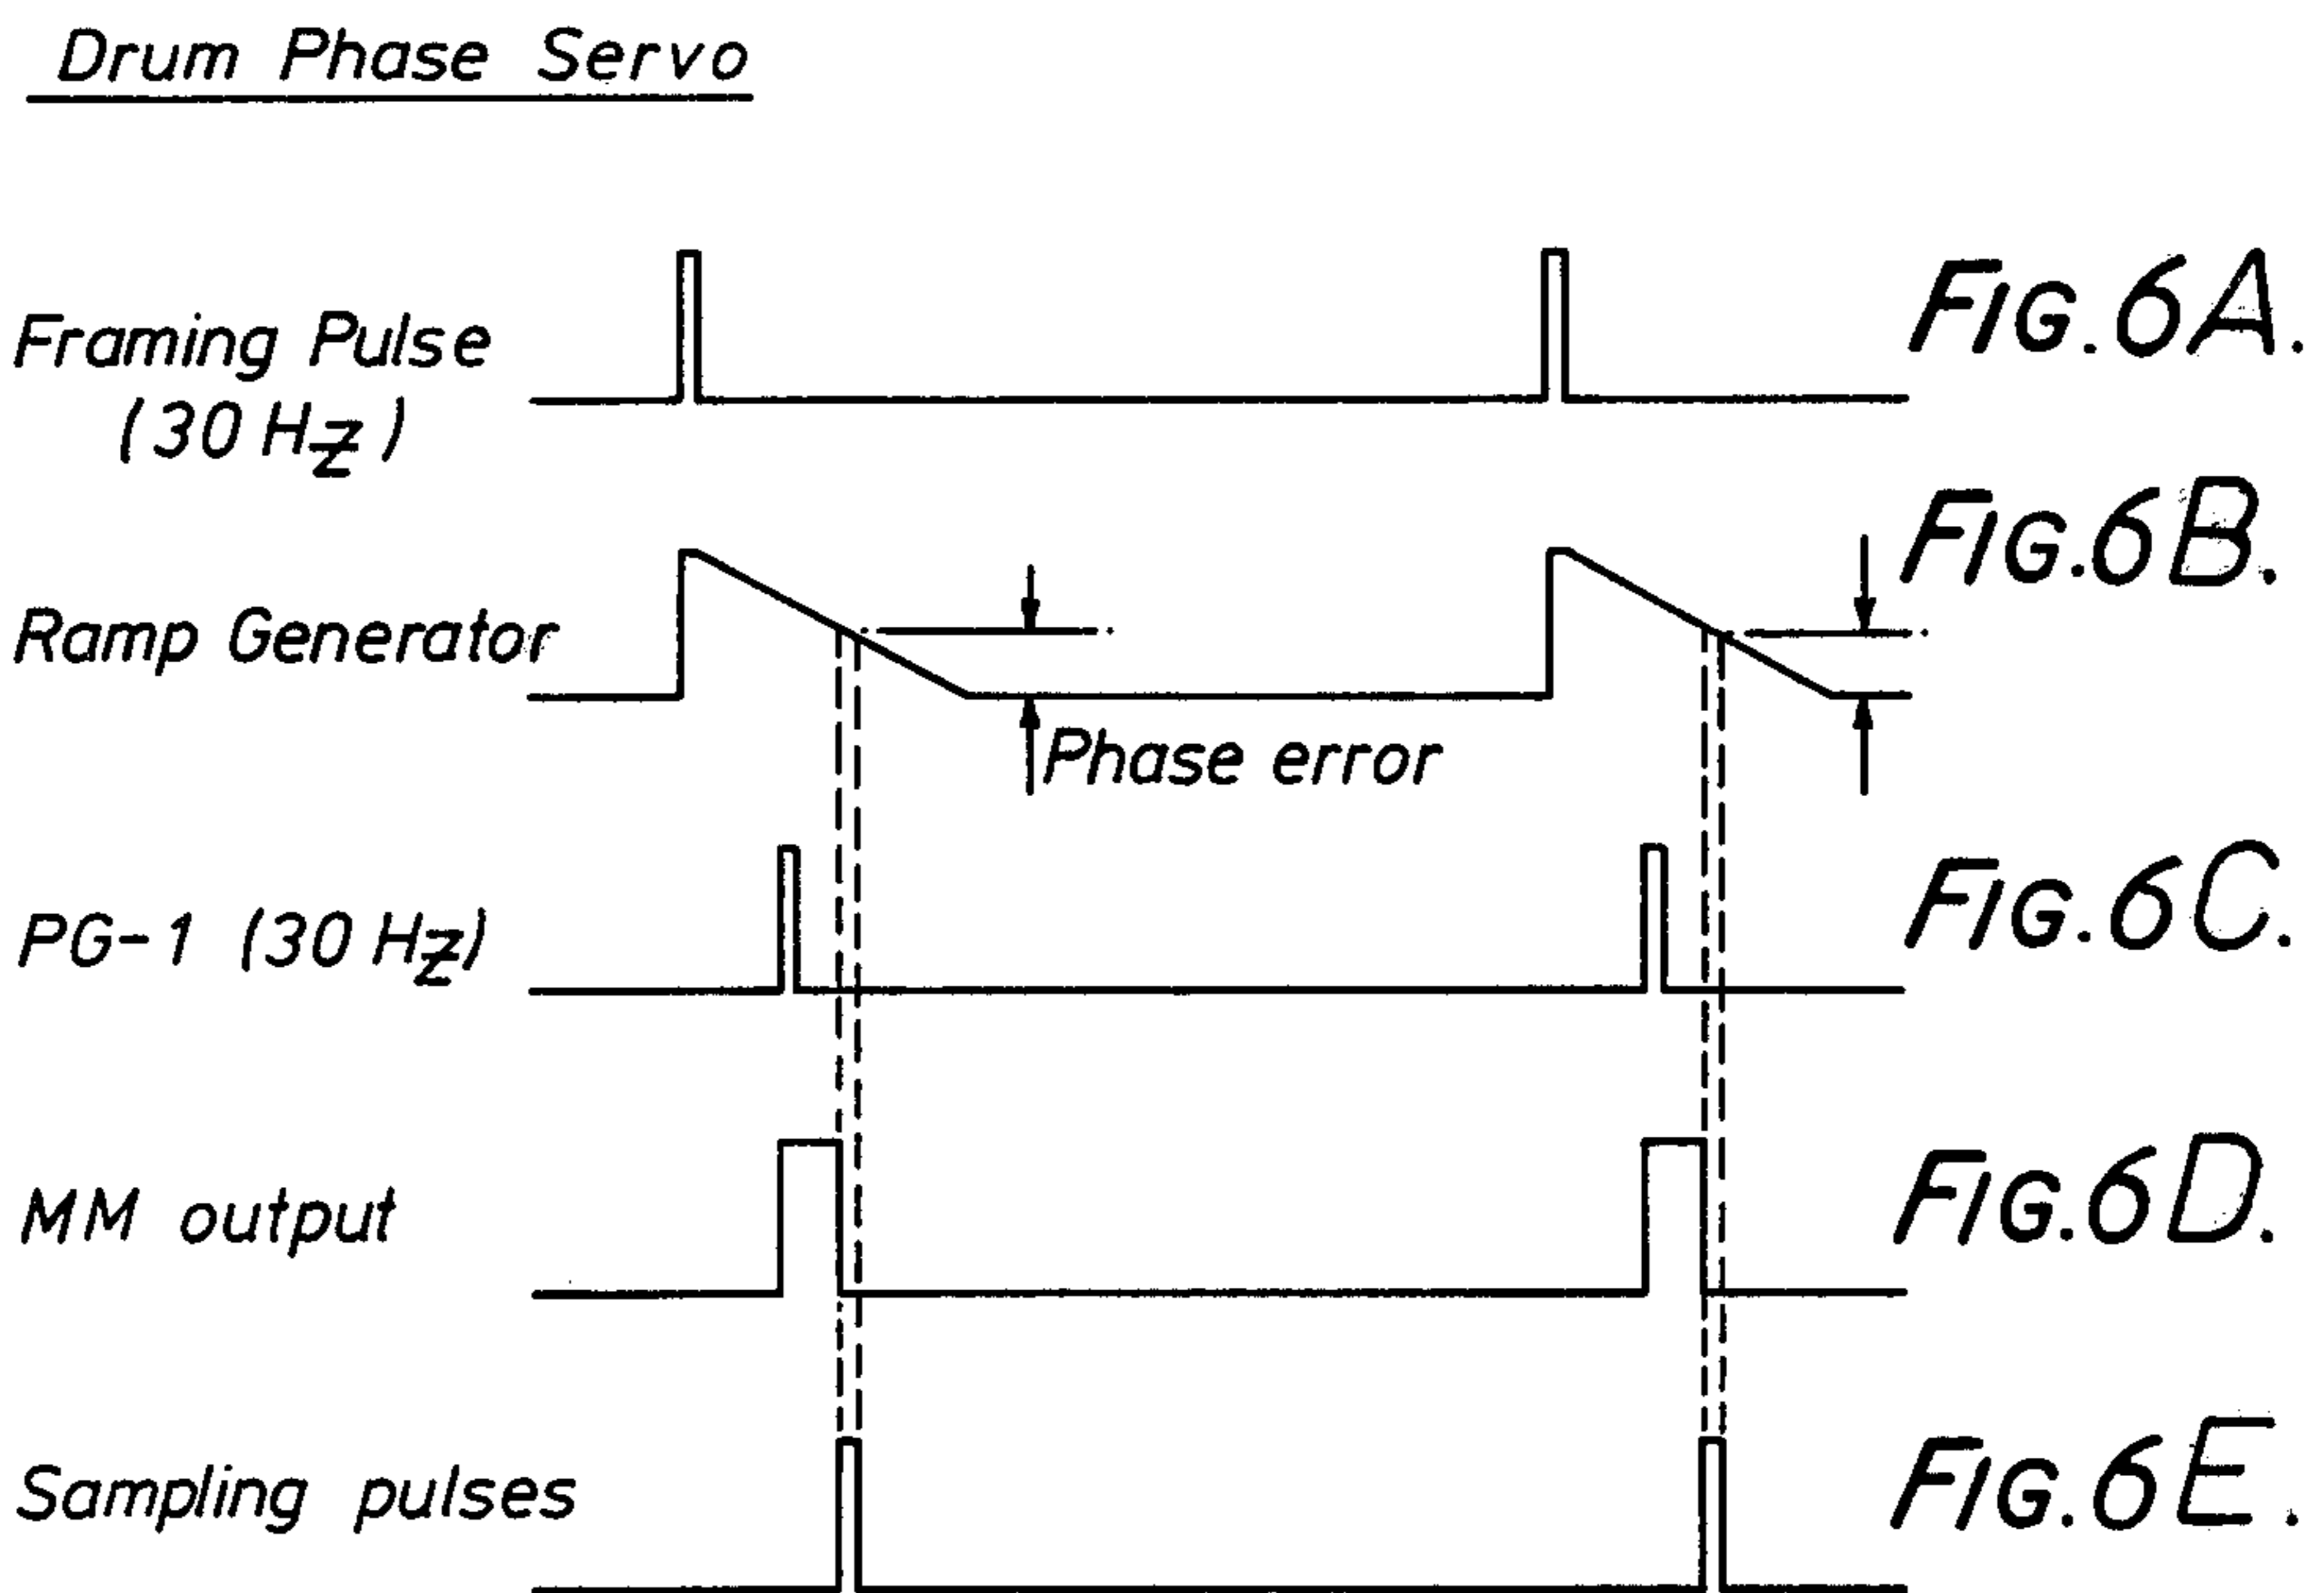 Drum Phase Servo
Framing Pulse
(30 Hz)
FIG. 6A.
Ramp Generator
FIG. 6B.
Phase error
PG-1 (30 Hz)
FIG. 6C.
MM output
FIG. 6D.
Sampling pulses
FIG. 6E.